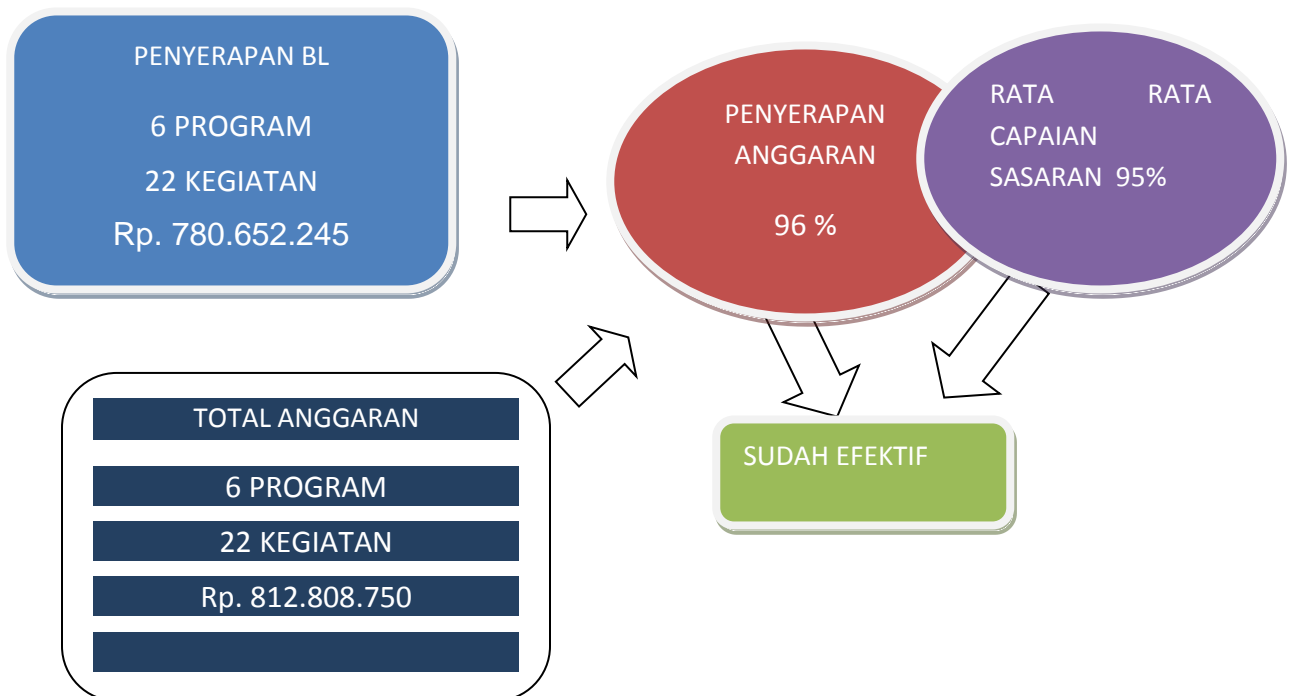 PENYERAPAN BL
6 PROGRAM
22 KEGIATAN
Rp. 780.652.245
PENYERAPAN
ANGGARAN
96 %
RATA RATA
CAPAIAN
SASARAN 95%
TOTAL ANGGARAN
6 PROGRAM
22 KEGIATAN
Rp. 812.808.750
SUDAH EFEKTIF